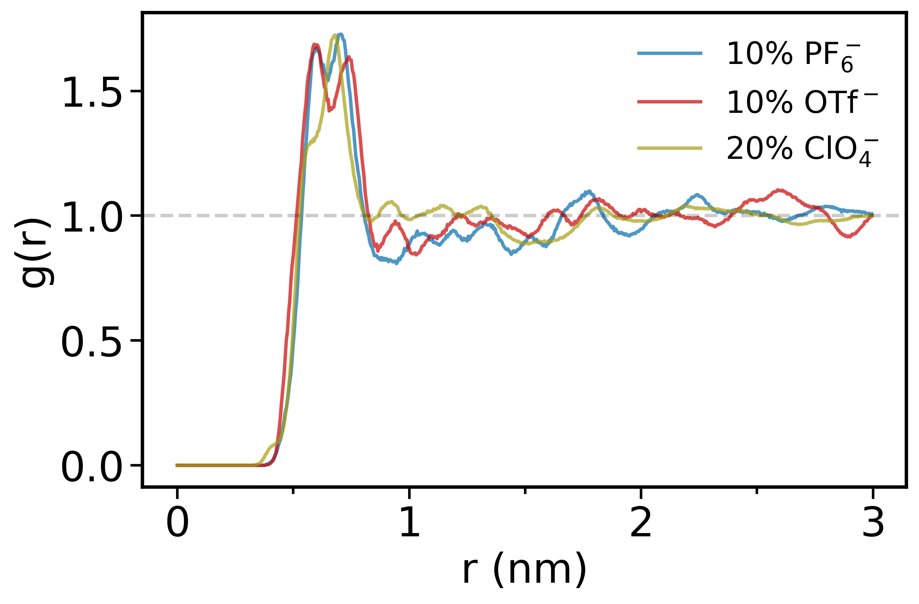 10% PF₆⁻
10% OTf⁻
20% ClO₄⁻
1.5
1.0
0.5
0.0
g(r)
0 1 2 3
r (nm)